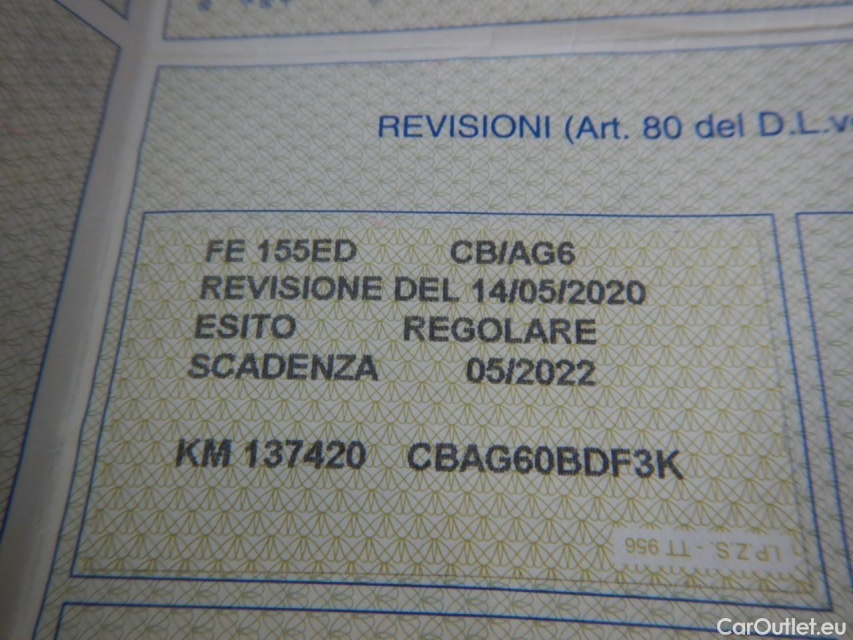 REVISIONI (Art. 80 del D.L.v
FE 155ED CB/AG6
REVISIONE DEL 14/05/2020
ESITO REGOLARE
SCADENZA 05/2022
KM 137420 CBAG60BDF3K
I.P.Z.S. - TT 956
CarOutlet.eu